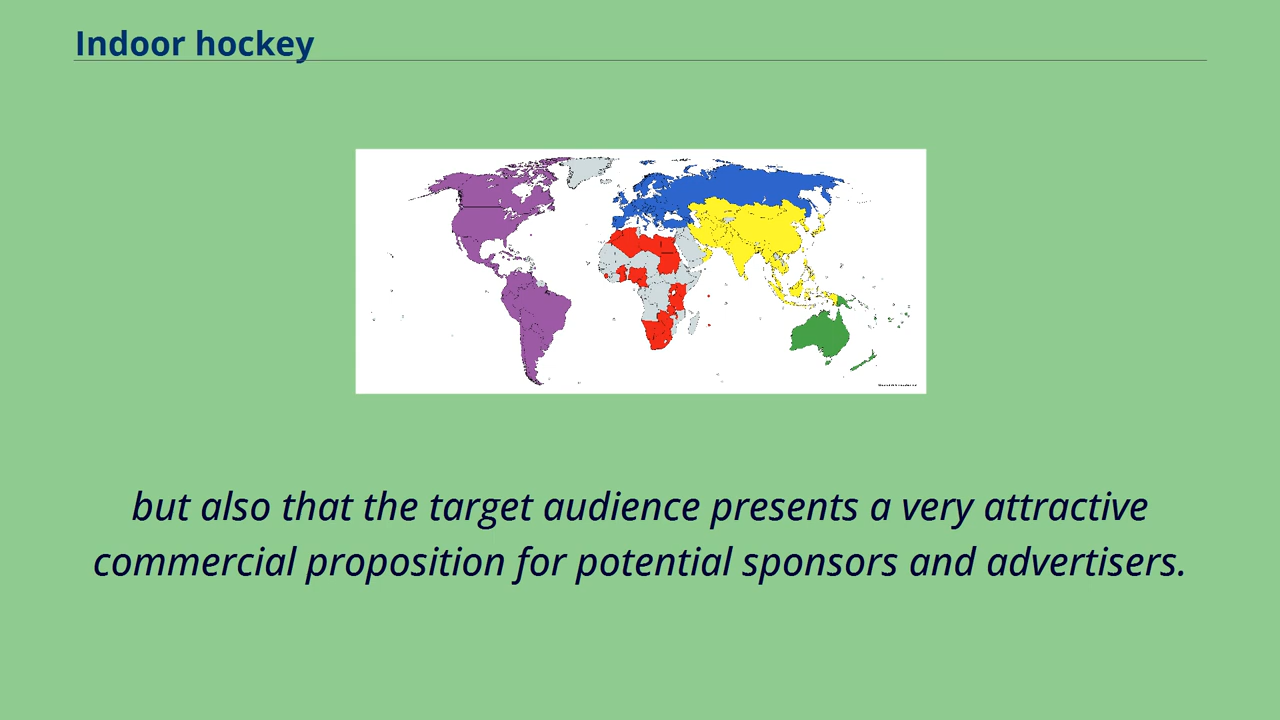 Indoor hockey
but also that the target audience presents a very attractive
commercial proposition for potential sponsors and advertisers.